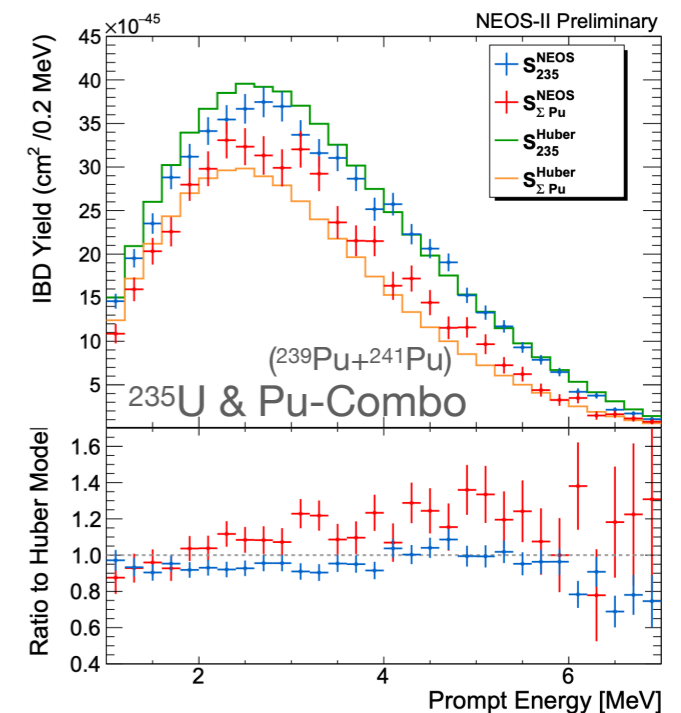 ×10⁻⁴⁵
NEOS-II Preliminary
IBD Yield (cm² /0.2 MeV)
45
40
35
30
25
20
15
10
5
S₂₃₅^NEOS
S_Σ Pu^NEOS
S₂₃₅^Huber
S_Σ Pu^Huber
(²³⁹Pu+²⁴¹Pu)
²³⁵U & Pu-Combo
Ratio to Huber Model
1.6
1.4
1.2
1.0
0.8
0.6
0.4
2 4 6
Prompt Energy [MeV]